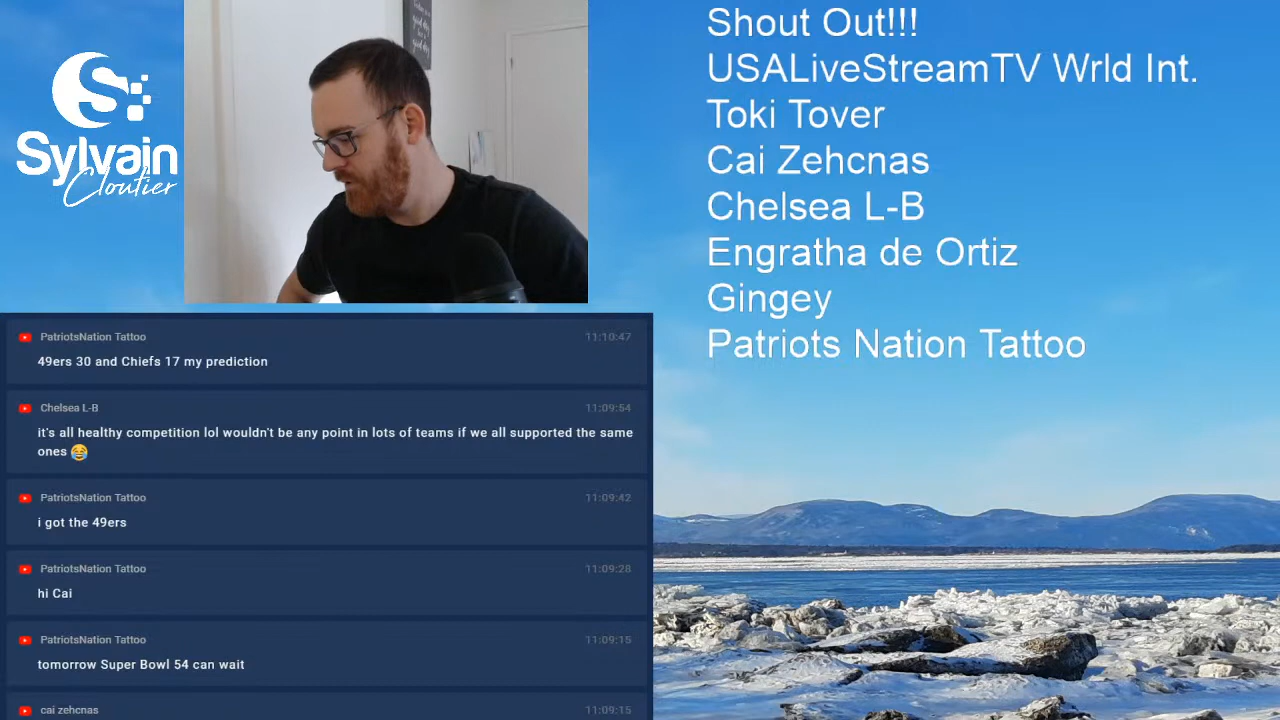 Sylvain
Cloutier
Shout Out!!!
USALiveStreamTV Wrld Int.
Toki Tover
Cai Zehcnas
Chelsea L-B
Engratha de Ortiz
Gingey
Patriots Nation Tattoo
PatriotsNation Tattoo 11:10:47
49ers 30 and Chiefs 17 my prediction
Chelsea L-B 11:09:54
it's all healthy competition lol wouldn't be any point in lots of teams if we all supported the same
ones 😂
PatriotsNation Tattoo 11:09:42
i got the 49ers
PatriotsNation Tattoo 11:09:28
hi Cai
PatriotsNation Tattoo 11:09:15
tomorrow Super Bowl 54 can wait
cai zehcnas 11:09:15